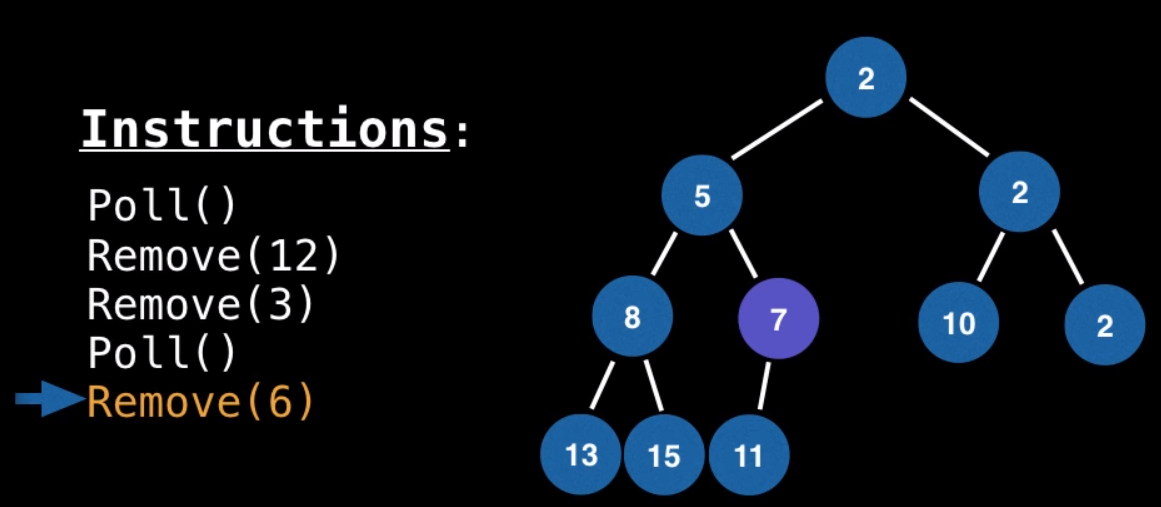 Instructions:
Poll()
Remove(12)
Remove(3)
Poll()
Remove(6)
2
5 2
8 7 10 2
13 15 11